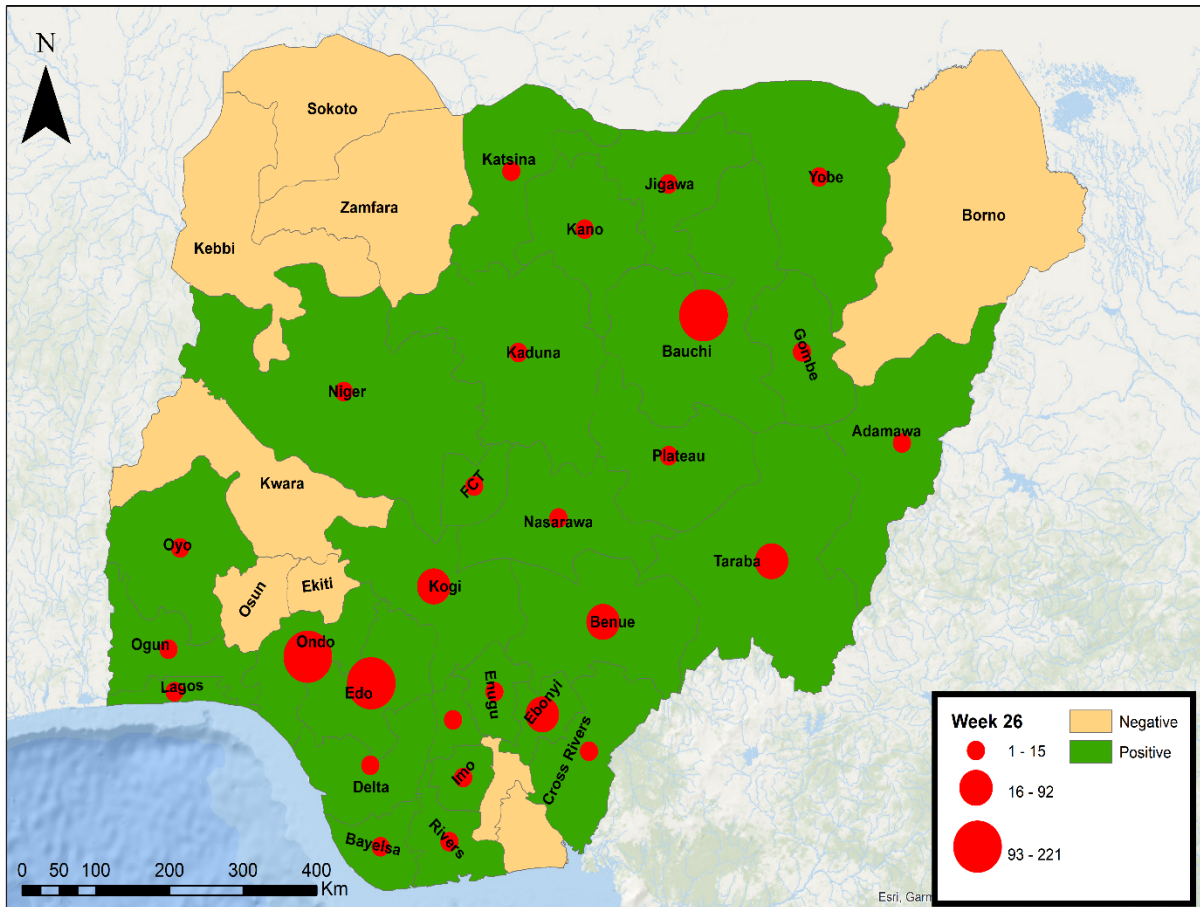 N
Sokoto
Katsina
Jigawa
Yobe
Zamfara
Borno
Kano
Kebbi
Kaduna
Bauchi
Gombe
Niger
Adamawa
Plateau
Kwara
FCT
Nasarawa
Oyo
Taraba
Kogi
Ekiti
Osun
Benue
Ondo
Ogun
Lagos
Edo
Enugu
Ebonyi
Cross Rivers
Imo
Delta
Bayelsa
Rivers
Week 26
1 - 15
16 - 92
93 - 221
Negative
Positive
0 50 100 200 300 400
Km
Esri, Garm